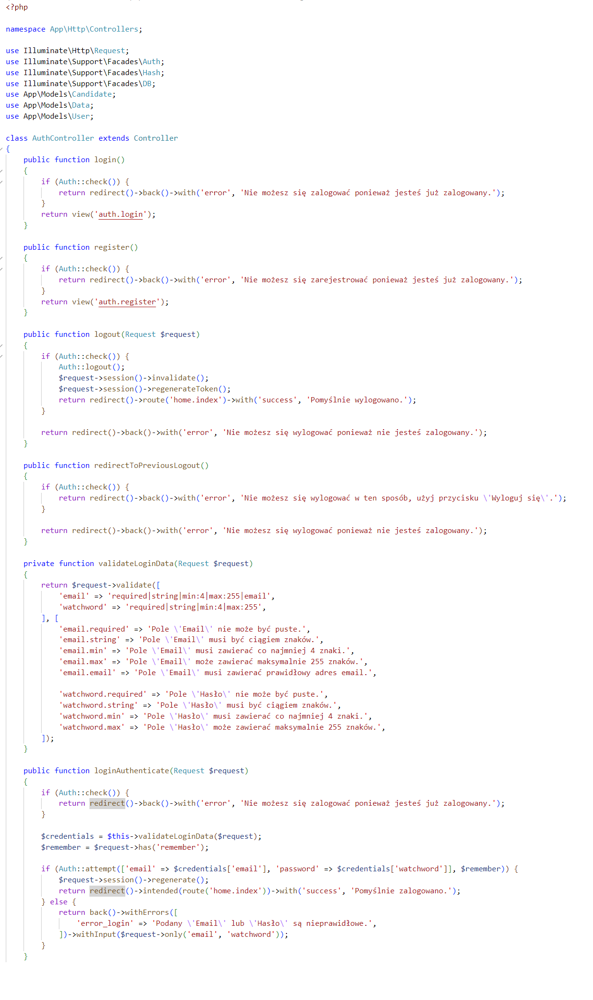 <?php
namespace App\Http\Controllers;
use Illuminate\Http\Request;
use Illuminate\Support\Facades\Auth;
use Illuminate\Support\Facades\Hash;
use Illuminate\Support\Facades\DB;
use App\Models\Candidate;
use App\Models\Data;
use App\Models\User;
class AuthController extends Controller
{
    public function login()
    {
        if (Auth::check()) {
            return redirect()->back()->with('error', 'Nie możesz się zalogować ponieważ jesteś już zalogowany.');
        }
        return view('auth.login');
    }
    public function register()
    {
        if (Auth::check()) {
            return redirect()->back()->with('error', 'Nie możesz się zarejestrować ponieważ jesteś już zalogowany.');
        }
        return view('auth.register');
    }
    public function logout(Request $request)
    {
        if (Auth::check()) {
            Auth::logout();
            $request->session()->invalidate();
            $request->session()->regenerateToken();
            return redirect()->route('home.index')->with('success', 'Pomyślnie wylogowano.');
        }
        return redirect()->back()->with('error', 'Nie możesz się wylogować ponieważ nie jesteś zalogowany.');
    }
    public function redirectToPreviousLogout()
    {
        if (Auth::check()) {
            return redirect()->back()->with('error', 'Nie możesz się wylogować w ten sposób, użyj przycisku \'Wyloguj się\'.');
        }
        return redirect()->back()->with('error', 'Nie możesz się wylogować ponieważ nie jesteś zalogowany.');
    }
    private function validateLoginData(Request $request)
    {
        return $request->validate([
            'email' => 'required|string|min:4|max:255|email',
            'watchword' => 'required|string|min:4|max:255',
        ], [
            'email.required' => 'Pole \'Email\' nie może być puste.',
            'email.string' => 'Pole \'Email\' musi być ciągiem znaków.',
            'email.min' => 'Pole \'Email\' musi zawierać co najmniej 4 znaki.',
            'email.max' => 'Pole \'Email\' może zawierać maksymalnie 255 znaków.',
            'email.email' => 'Pole \'Email\' musi zawierać prawidłowy adres email.',
            'watchword.required' => 'Pole \'Hasło\' nie może być puste.',
            'watchword.string' => 'Pole \'Hasło\' musi być ciągiem znaków.',
            'watchword.min' => 'Pole \'Hasło\' musi zawierać co najmniej 4 znaki.',
            'watchword.max' => 'Pole \'Hasło\' może zawierać maksymalnie 255 znaków.',
        ]);
    }
    public function loginAuthenticate(Request $request)
    {
        if (Auth::check()) {
            return redirect()->back()->with('error', 'Nie możesz się zalogować ponieważ jesteś już zalogowany.');
        }
        $credentials = $this->validateLoginData($request);
        $remember = $request->has('remember');
        if (Auth::attempt(['email' => $credentials['email'], 'password' => $credentials['watchword']], $remember)) {
            $request->session()->regenerate();
            return redirect()->intended(route('home.index'))->with('success', 'Pomyślnie zalogowano.');
        } else {
            return back()->withErrors([
                'error_login' => 'Podany \'Email\' lub \'Hasło\' są nieprawidłowe.',
            ])->withInput($request->only('email', 'watchword'));
        }
    }